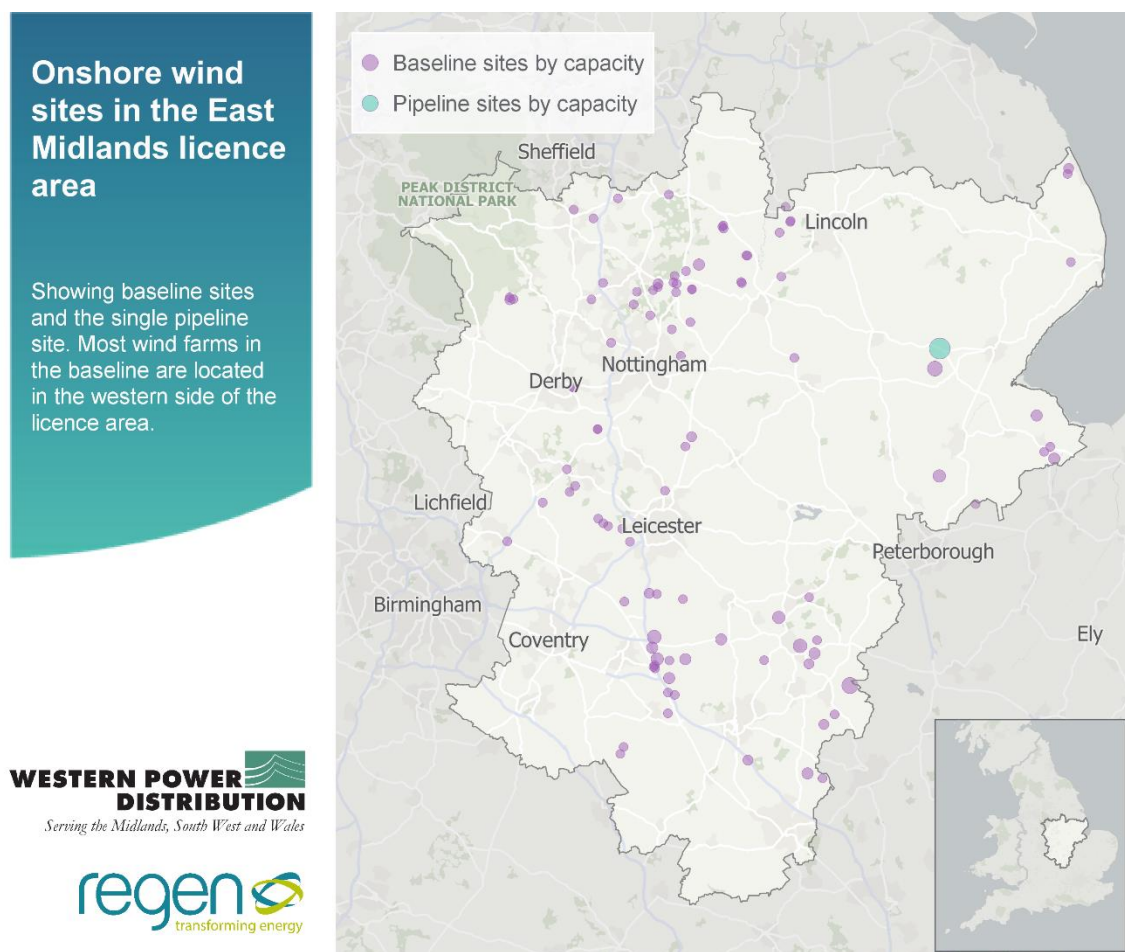 Onshore wind
sites in the East
Midlands licence
area
Showing baseline sites
and the single pipeline
site. Most wind farms in
the baseline are located
in the western side of the
licence area.
WESTERN POWER
DISTRIBUTION
Serving the Midlands, South West and Wales
regen
transforming energy
Baseline sites by capacity
Pipeline sites by capacity
Sheffield
PEAK DISTRICT
NATIONAL PARK
Lincoln
Nottingham
Derby
Lichfield
Leicester
Peterborough
Birmingham
Coventry
Ely